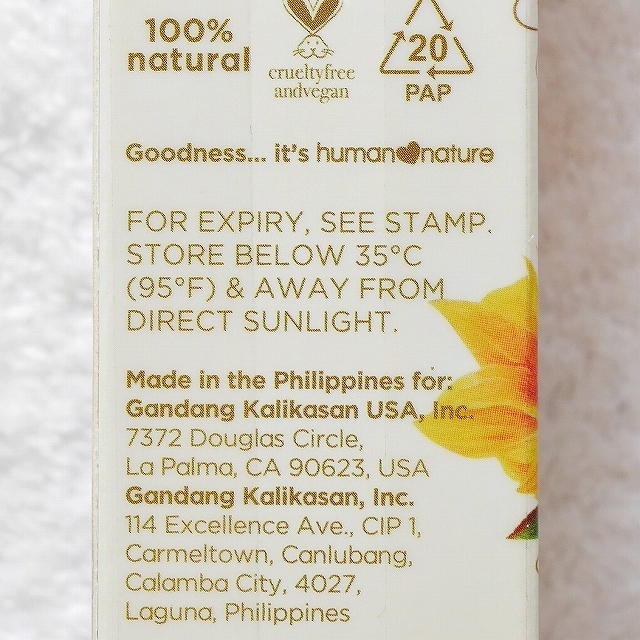 100%
natural
crueltyfree
andvegan
20
PAP
Goodness... it's humannature
FOR EXPIRY, SEE STAMP.
STORE BELOW 35°C
(95°F) & AWAY FROM
DIRECT SUNLIGHT.
Made in the Philippines for:
Gandang Kalikasan USA, Inc.
7372 Douglas Circle,
La Palma, CA 90623, USA
Gandang Kalikasan, Inc.
114 Excellence Ave., CIP 1,
Carmeltown, Canlubang,
Calamba City, 4027,
Laguna, Philippines